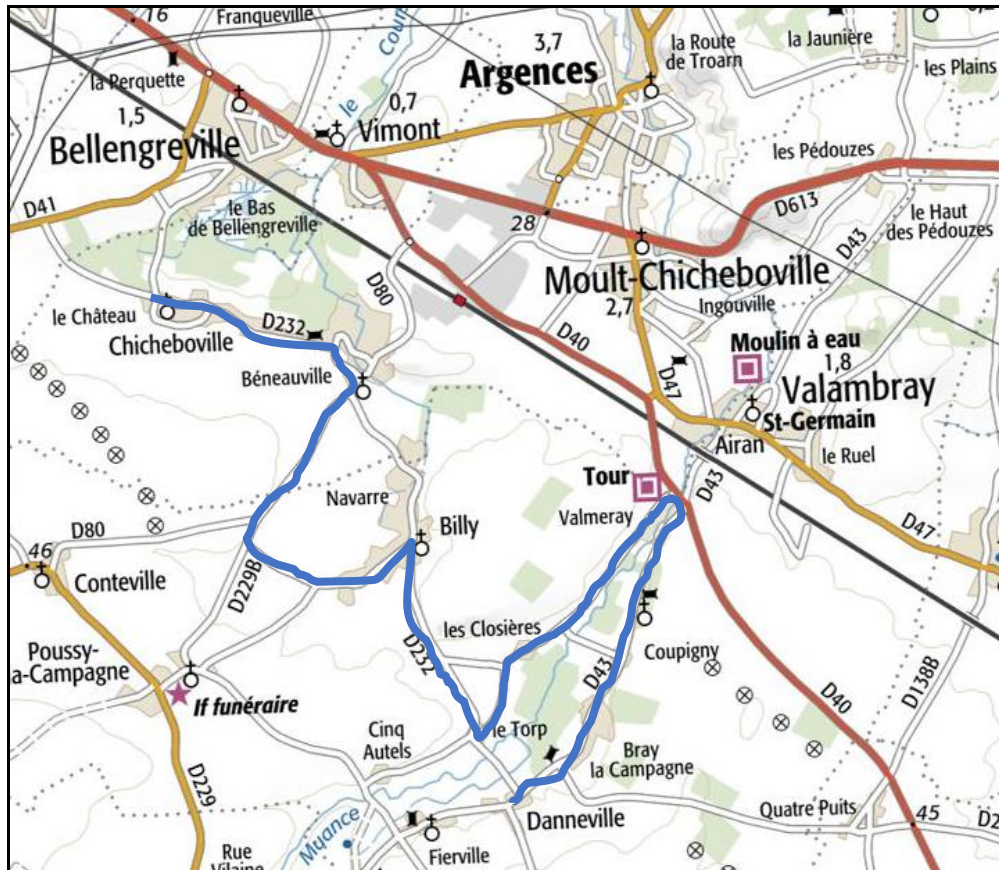 16
Franqueville
la Perquette
le
Cour
3,7
Argences
la Route
de Troarn
la Jaunière
les Plains
1,5
0,7
Vimont
Bellengreville
les Pédouzes
D41
le Bas
de Bellengreville
28
D613
D43
le Haut
des Pédouzes
D80
Moult-Chicheboville
Ingouville
2,7
le Château
D232
Chicheboville
D40
Moulin à eau
1,8
Béneauville
D47
Valambray
St-Germain
Airan
le Ruel
Tour
D43
Navarre
Valmeray
D80
Billy
D47
46
Conteville
D229B
les Closières
Poussy-
a-Campagne
D232
Coupigny
D43
D138B
If funéraire
D40
Cinq
Autels
le Torp
Bray
la Campagne
D229
Quatre Puits
45
D2
Danneville
Muance
Fierville
Rue
Vilaine